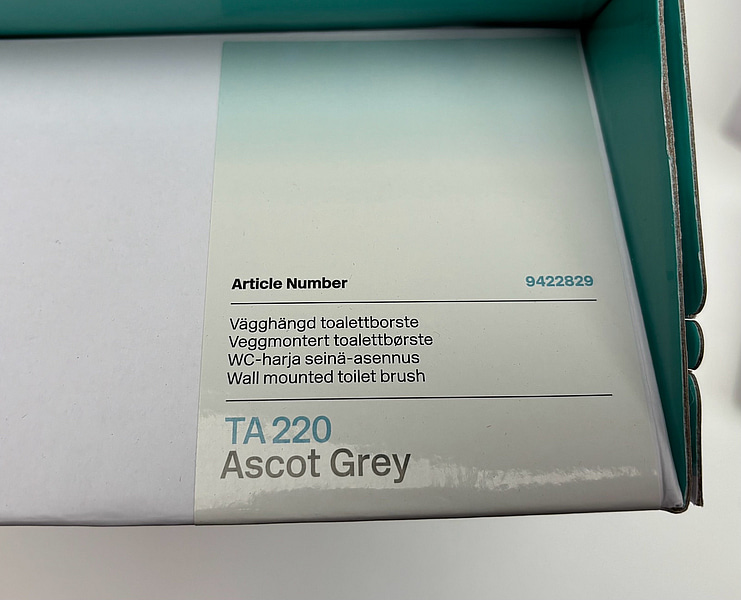 Article Number 9422829
Vägghängd toalettborste
Veggmontert toalettbørste
WC-harja seinä-asennus
Wall mounted toilet brush
TA 220
Ascot Grey